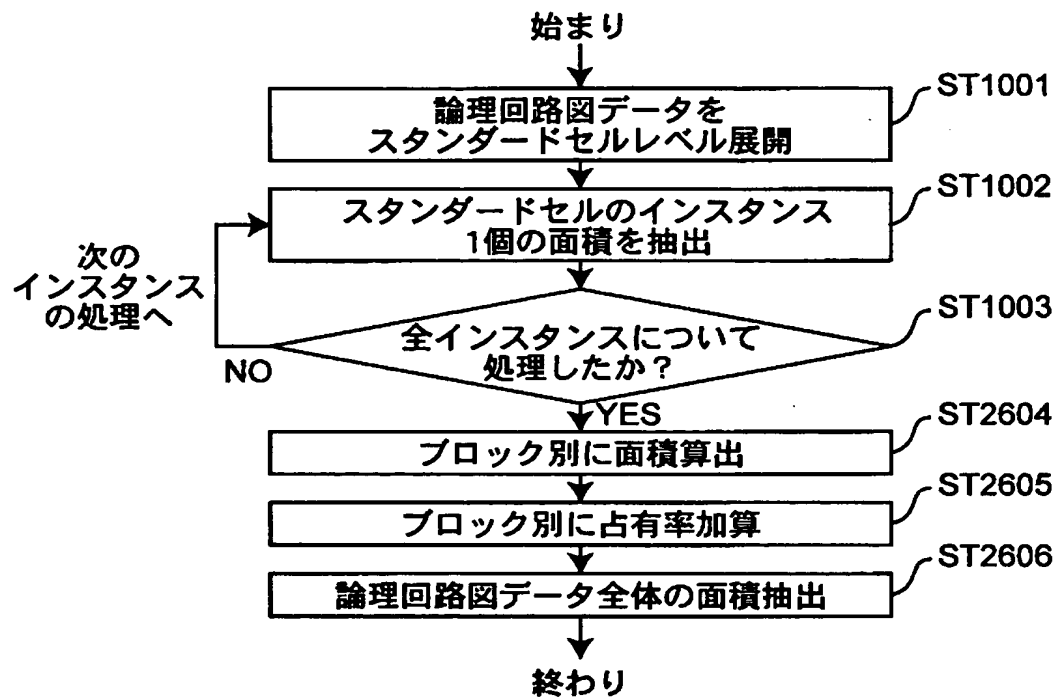 始まり
ST1001
論理回路図データを
スタンダードセルレベル展開
ST1002
スタンダードセルのインスタンス
1個の面積を抽出
次の
インスタンス
の処理へ
ST1003
全インスタンスについて
処理したか？
NO
YES
ST2604
ブロック別に面積算出
ST2605
ブロック別に占有率加算
ST2606
論理回路図データ全体の面積抽出
終わり